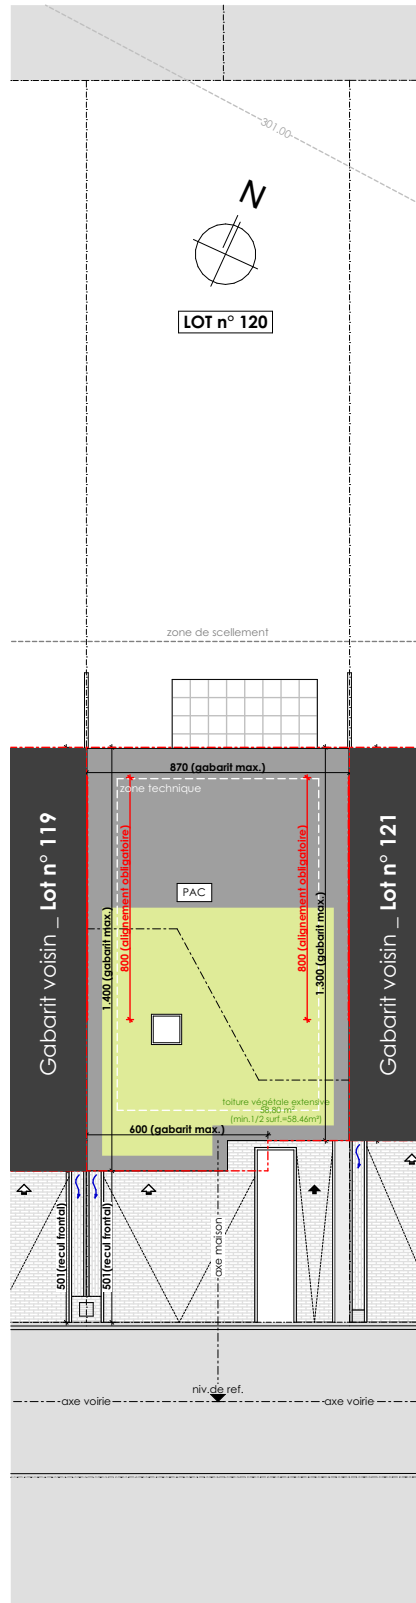 301.00
N
LOT n° 120
zone de scellement
870 (gabarit max.)
zone technique
Gabarit voisin _ Lot n° 119
Gabarit voisin _ Lot n° 121
800 (alignement obligatoire)
800 (alignement obligatoire)
PAC
1.400 (gabarit max.)
1.300 (gabarit max.)
toiture végétale extensive
58.80 m²
(min.1/2 surf.=58.46m²)
600 (gabarit max.)
501(recul frontal)
501(recul frontal)
axe maison
niv.de ref.
axe voirie
axe voirie